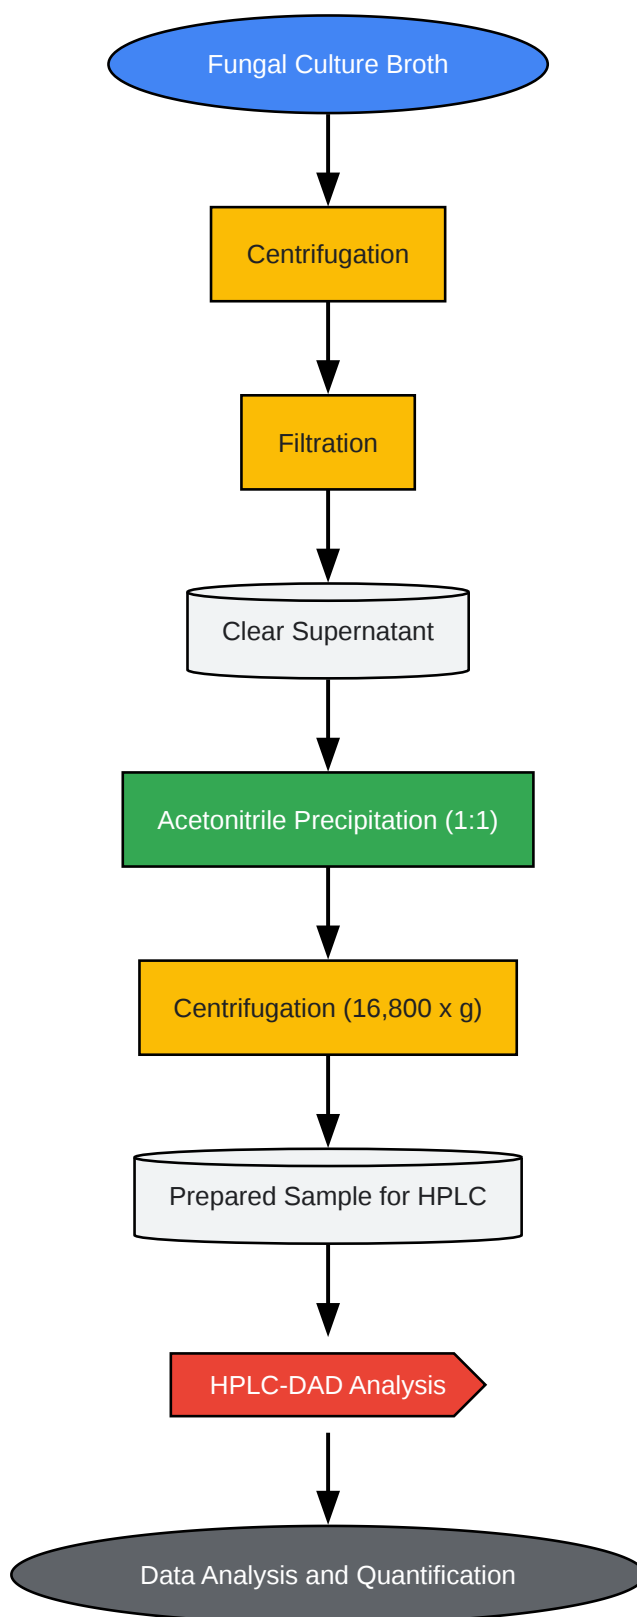 Fungal Culture Broth
Centrifugation
Filtration
Clear Supernatant
Acetonitrile Precipitation (1:1)
Centrifugation (16,800 x g)
Prepared Sample for HPLC
HPLC-DAD Analysis
Data Analysis and Quantification